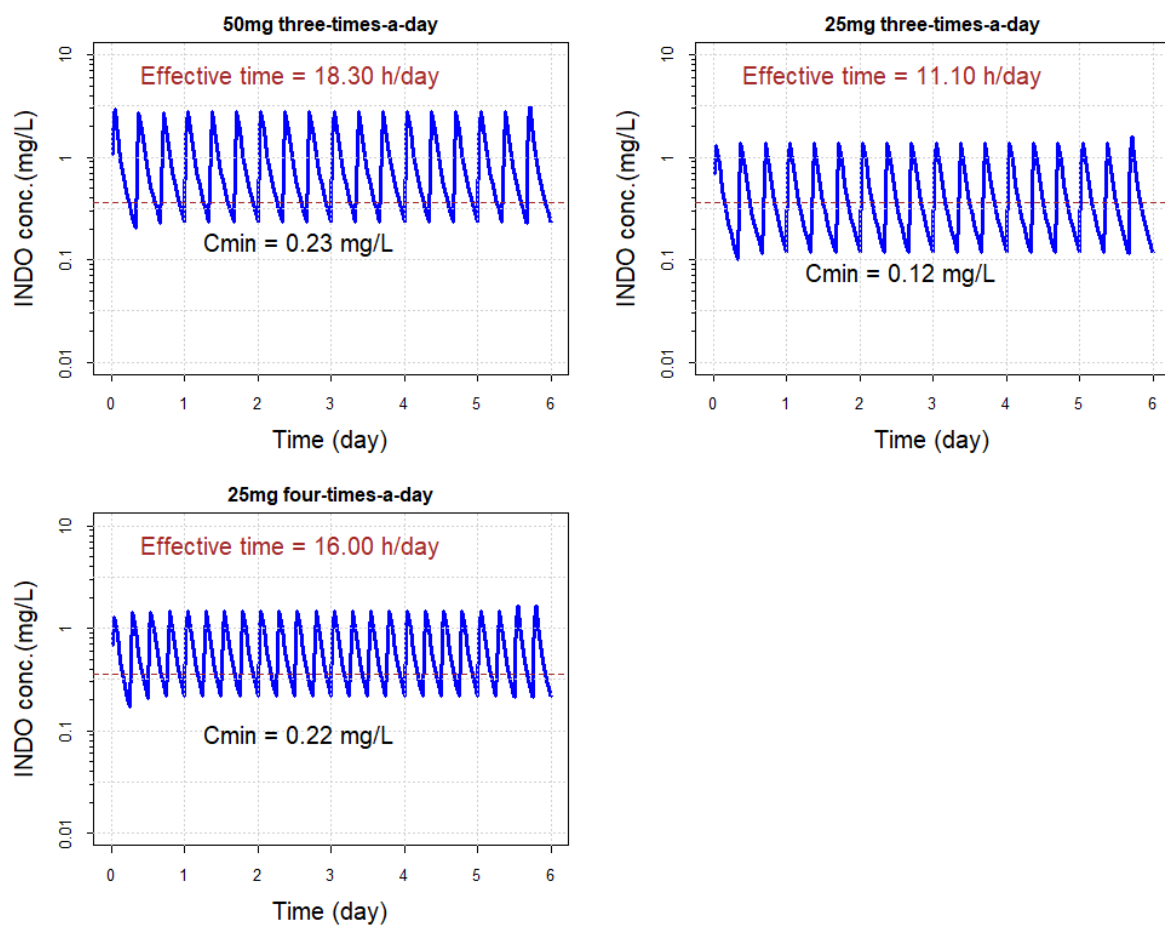 50mg three-times-a-day
Effective time = 18.30 h/day
INDO conc.(mg/L)
10
1
0.1
0.01
Cmin = 0.23 mg/L
0 1 2 3 4 5 6
Time (day)
25mg three-times-a-day
Effective time = 11.10 h/day
INDO conc.(mg/L)
10
1
0.1
0.01
Cmin = 0.12 mg/L
0 1 2 3 4 5 6
Time (day)
25mg four-times-a-day
Effective time = 16.00 h/day
INDO conc.(mg/L)
10
1
0.1
0.01
Cmin = 0.22 mg/L
0 1 2 3 4 5 6
Time (day)